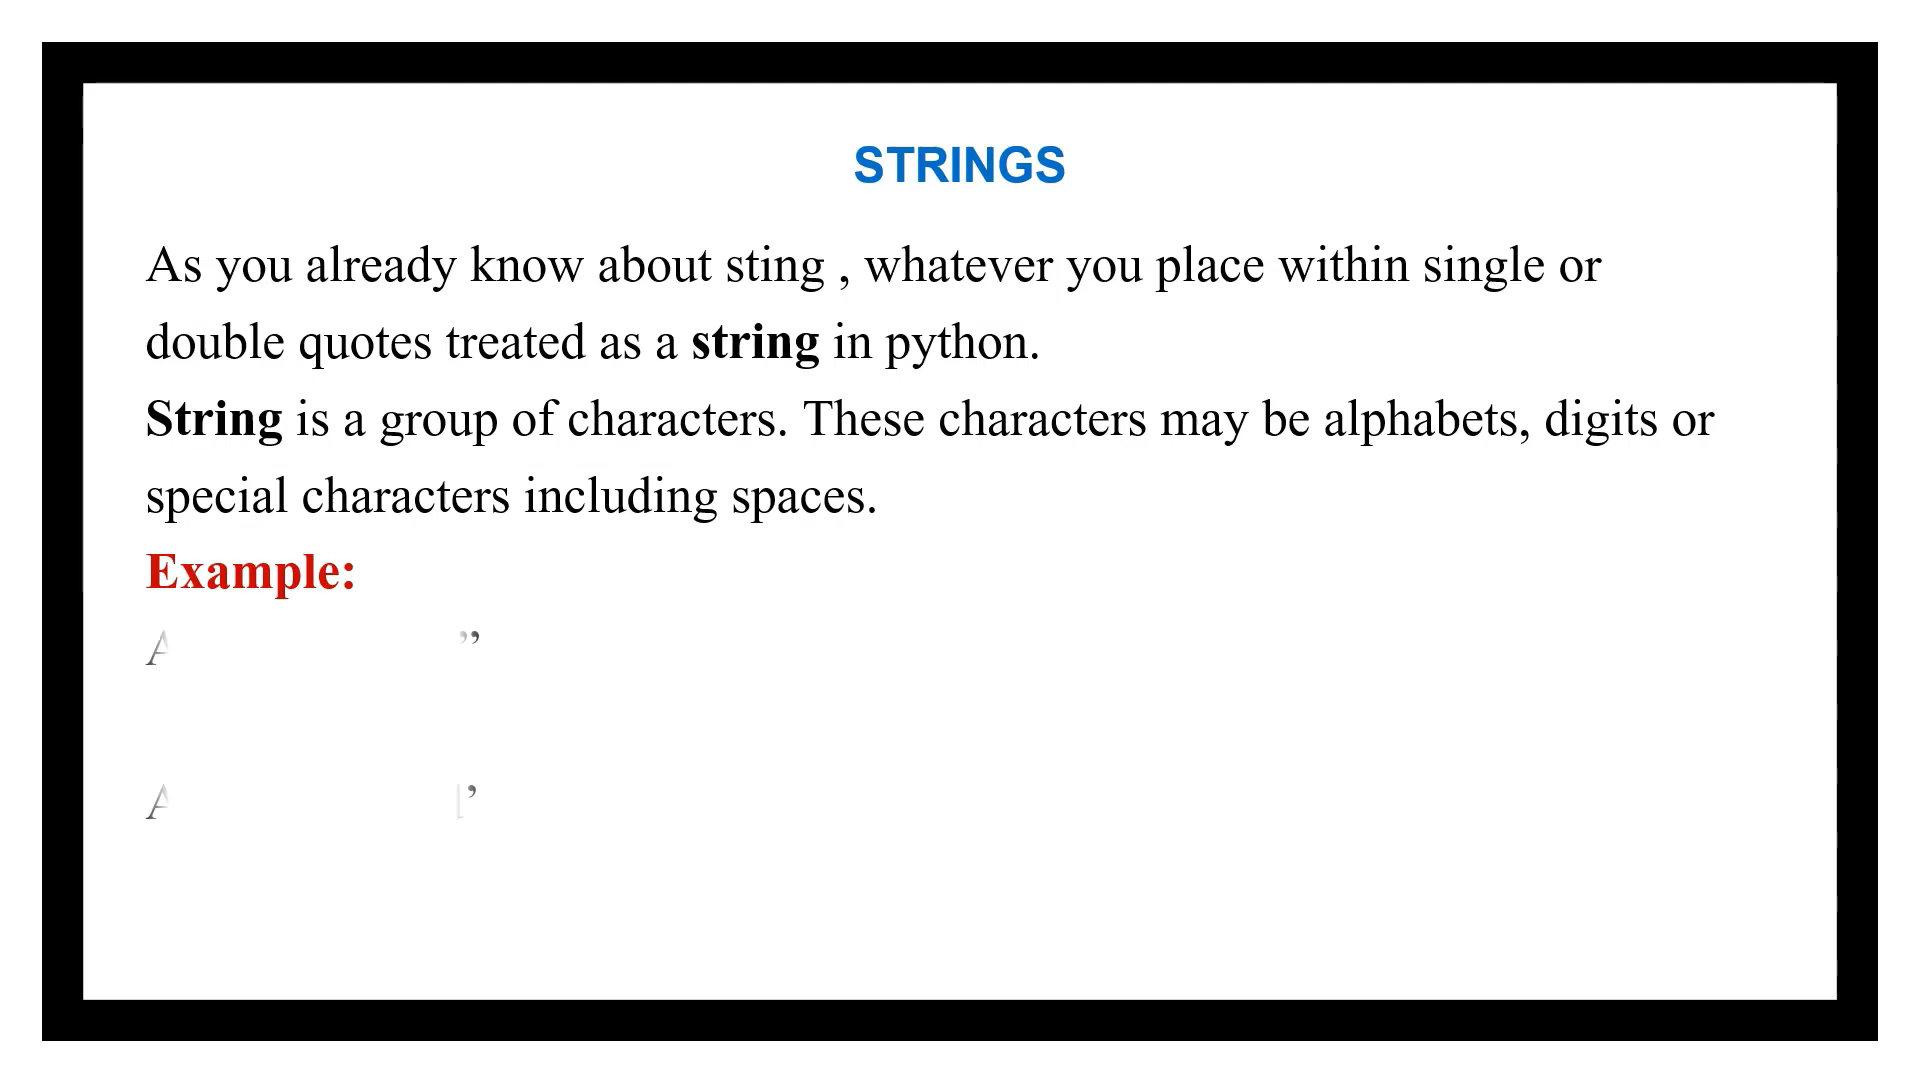 STRINGS
As you already know about sting , whatever you place within single or
double quotes treated as a string in python.
String is a group of characters. These characters may be alphabets, digits or
special characters including spaces.
Example: